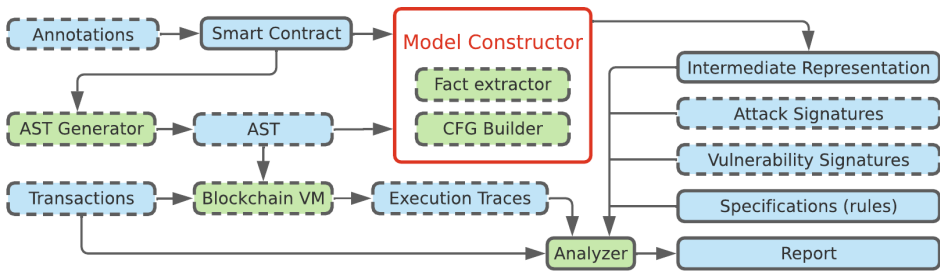 Annotations
Smart Contract
Model Constructor
Fact extractor
CFG Builder
AST Generator
AST
Transactions
Blockchain VM
Execution Traces
Intermediate Representation
Attack Signatures
Vulnerability Signatures
Specifications (rules)
Analyzer
Report